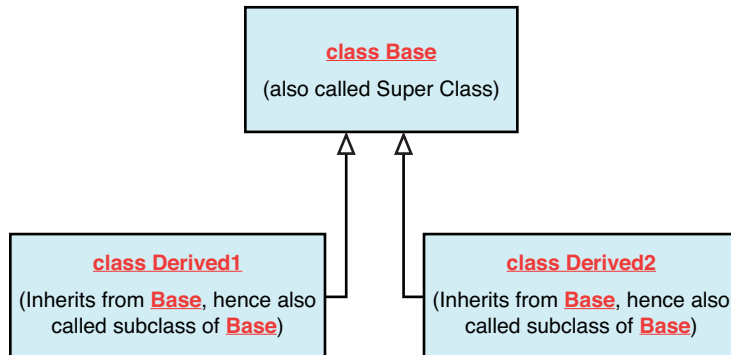 class Base
(also called Super Class)
class Derived1
(Inherits from Base, hence also
called subclass of Base)
class Derived2
(Inherits from Base, hence also
called subclass of Base)